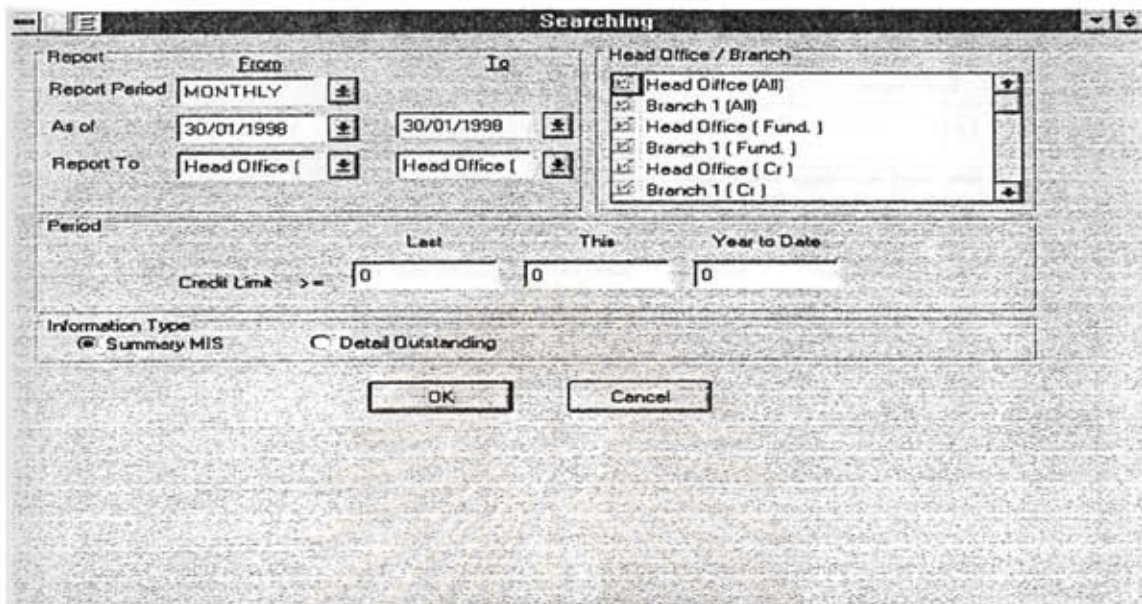 Searching
Report
From
To
Report Period MONTHLY
As of 30/01/1998 30/01/1998
Report To Head Office ( Head Office (
Head Office / Branch
Head Oiffce (All)
Branch 1 (All)
Head Office ( Fund. )
Branch 1 ( Fund. )
Head Office ( Cr )
Branch 1 ( Cr )
Period
Last This Year to Date
Credit Limit >= 0 0 0
Information Type
Summary MIS Detail Outstanding
OK Cancel